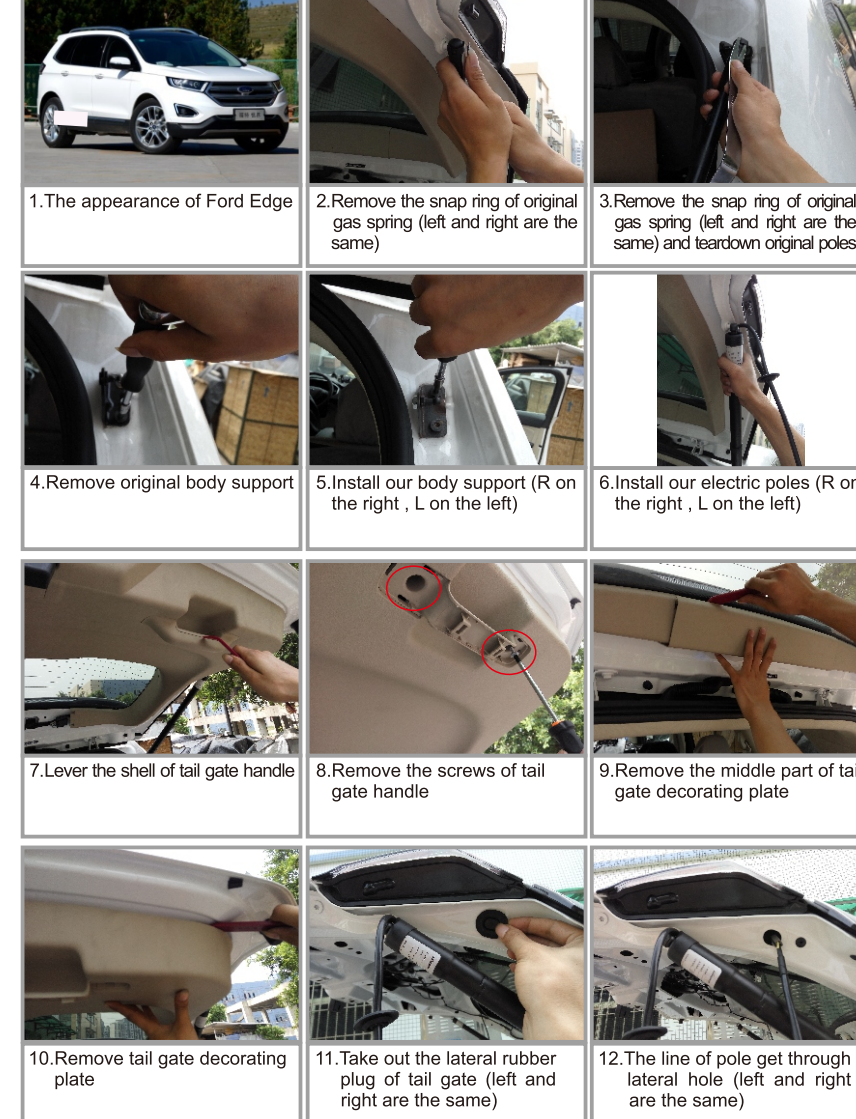 1.The appearance of Ford Edge
2.Remove the snap ring of original
gas spring (left and right are the
same)
3.Remove the snap ring of original
gas spring (left and right are the
same) and teardown original poles
4.Remove original body support
5.Install our body support (R on
the right , L on the left)
6.Install our electric poles (R or
the right , L on the left)
7.Lever the shell of tail gate handle
8.Remove the screws of tail
gate handle
9.Remove the middle part of tai
gate decorating plate
10.Remove tail gate decorating
plate
11.Take out the lateral rubber
plug of tail gate (left and
right are the same)
12.The line of pole get through
lateral hole (left and right
are the same)